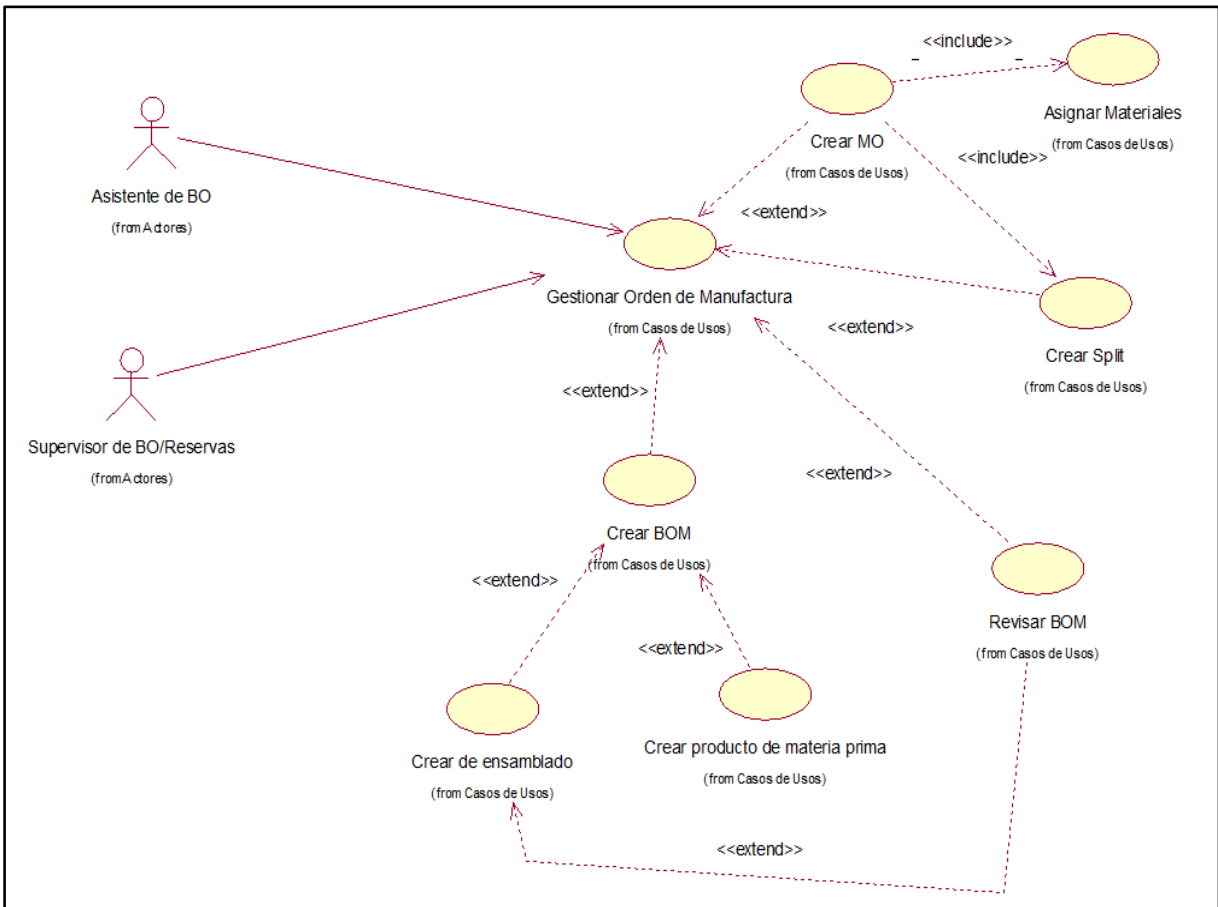 <<include>>
Asignar Materiales
(from Casos de Usos)
Crear MO
(from Casos de Usos)
<<include>>
Asistente de BO
(from Actores)
<<extend>>
Gestionar Orden de Manufactura
(from Casos de Usos)
<<extend>>
Crear Split
(from Casos de Usos)
<<extend>>
Supervisor de BO/Reservas
(from Actores)
<<extend>>
Crear BOM
(from Casos de Usos)
<<extend>>
Revisar BOM
(from Casos de Usos)
<<extend>>
Crear de ensamblado
(from Casos de Usos)
Crear producto de materia prima
(from Casos de Usos)
<<extend>>